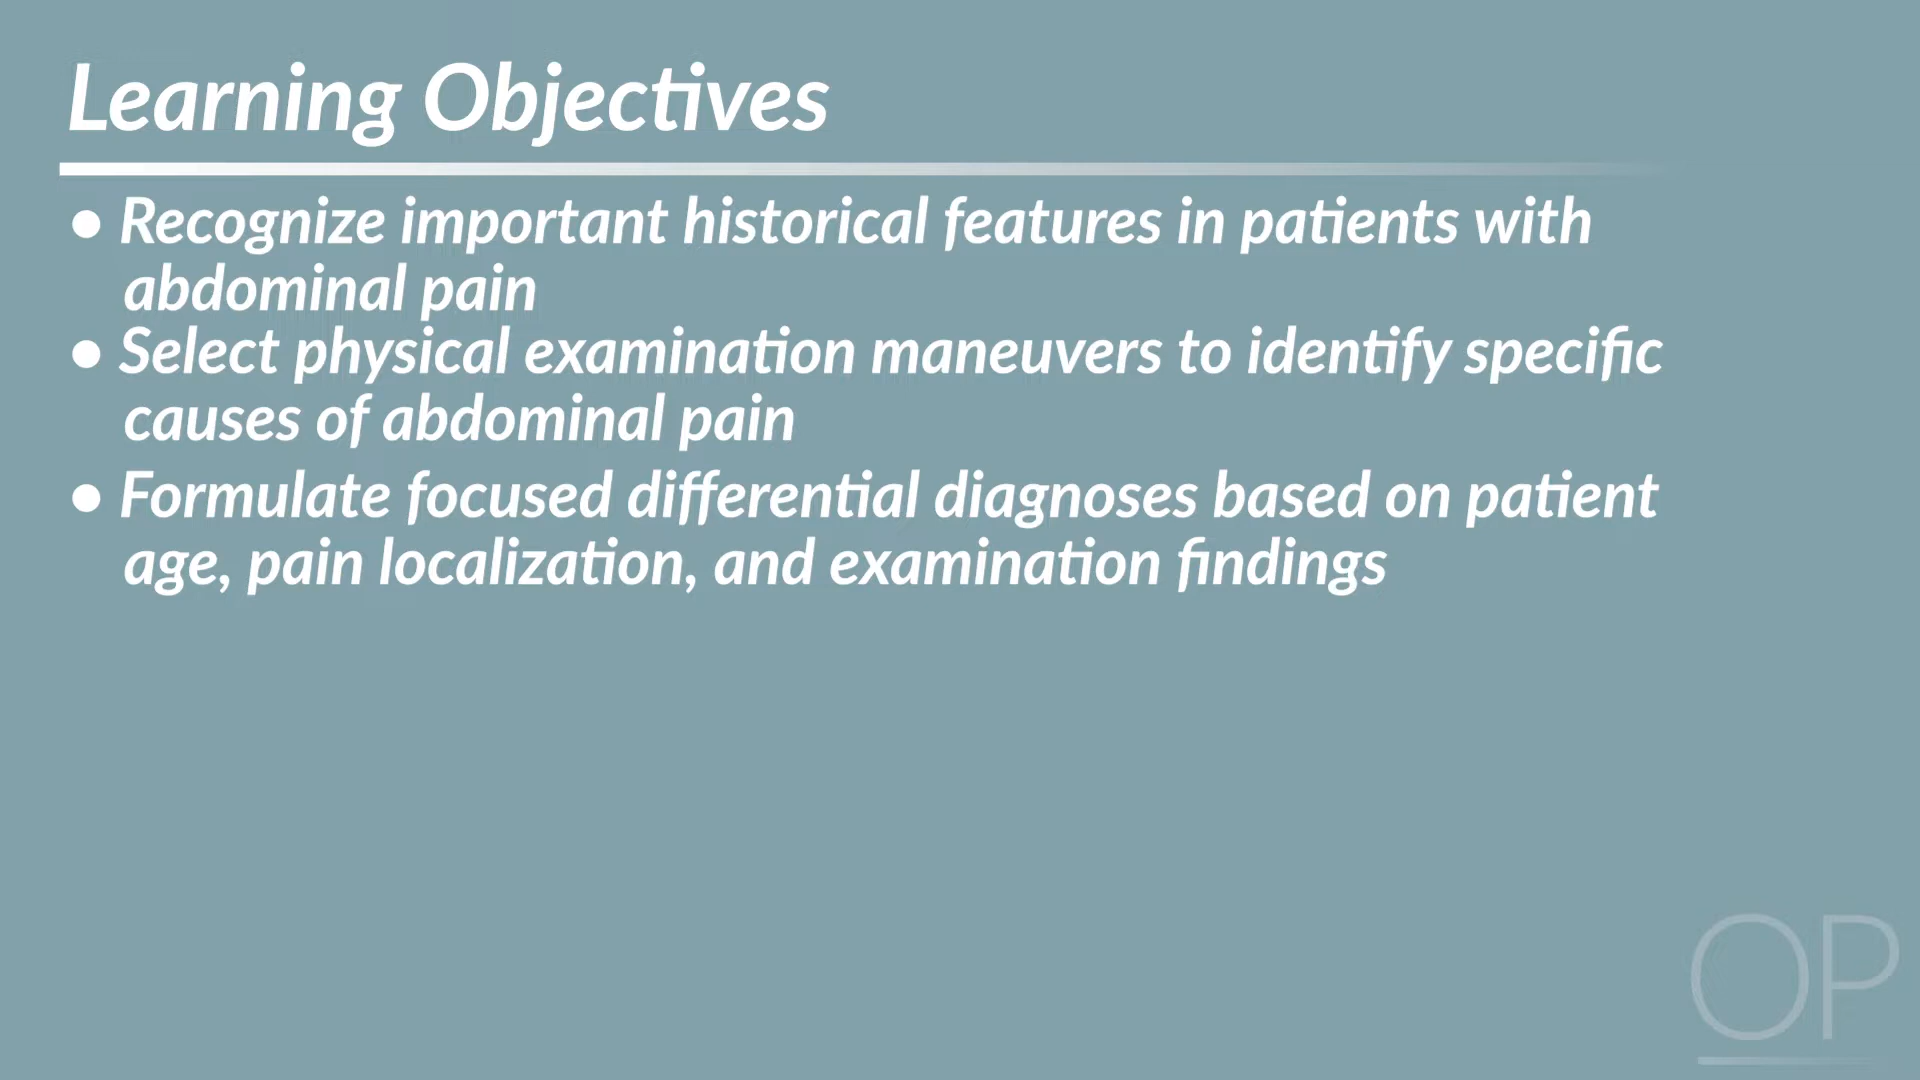 Learning Objectives
● Recognize important historical features in patients with
abdominal pain
● Select physical examination maneuvers to identify specific
causes of abdominal pain
● Formulate focused differential diagnoses based on patient
age, pain localization, and examination findings
OP